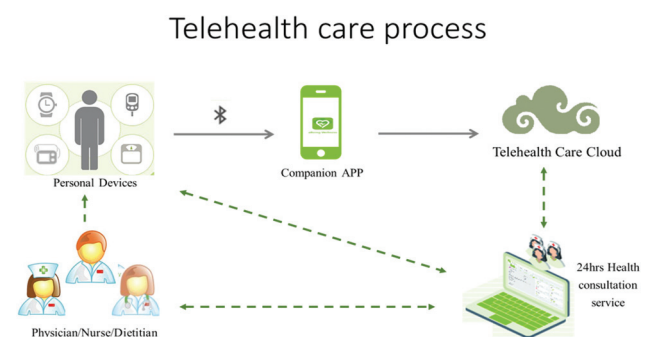 Telehealth care process
Personal Devices
Companion APP
Telehealth Care Cloud
24hrs Health
consultation
service
Physician/Nurse/Dietitian